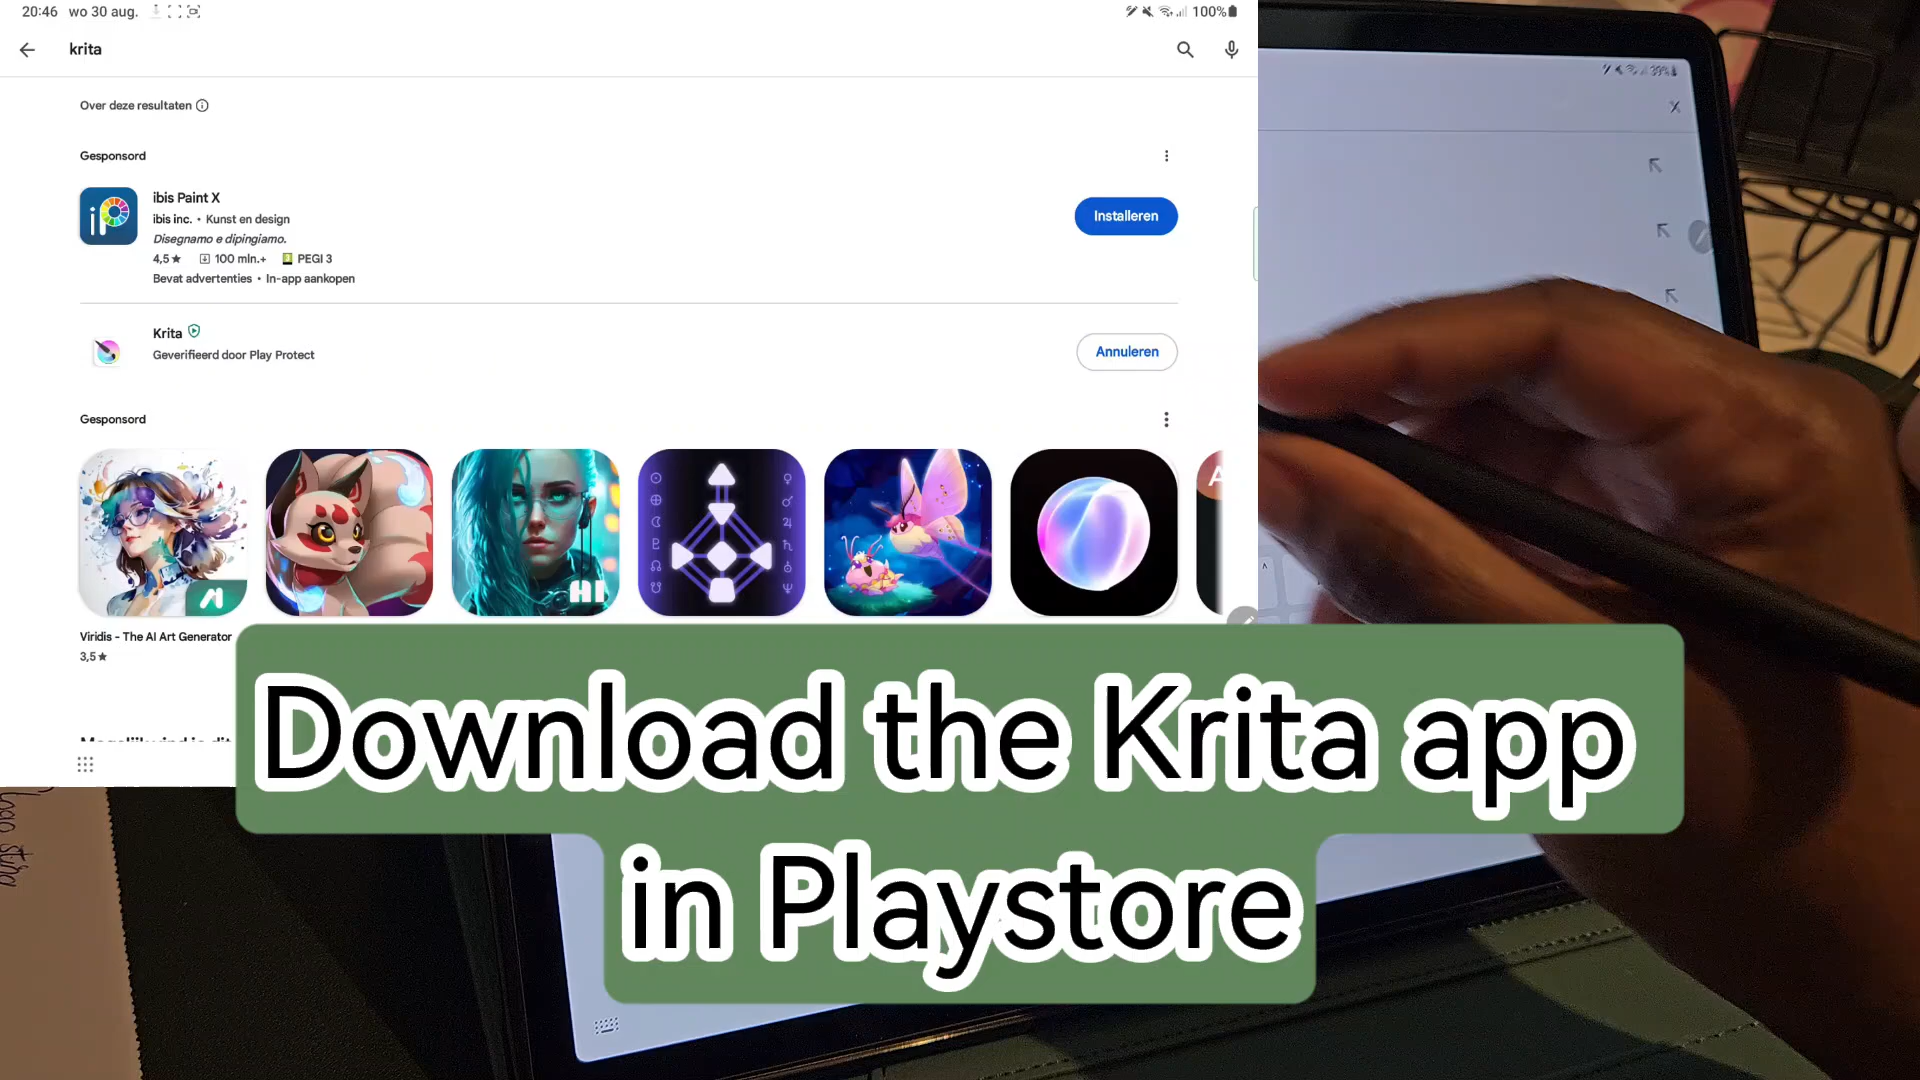 20:46 wo 30 aug.
100%
krita
39%
Over deze resultaten
Gesponsord
ibis Paint X
ibis inc. • Kunst en design
Disegnamo e dipingiamo.
4,5★ 100 mln.+ PEGI 3
Bevat advertenties • In-app aankopen
Installeren
Krita
Geverifieerd door Play Protect
Annuleren
Gesponsord
AI
Viridis - The AI Art Generator
3,5★
Download the Krita app
in Playstore